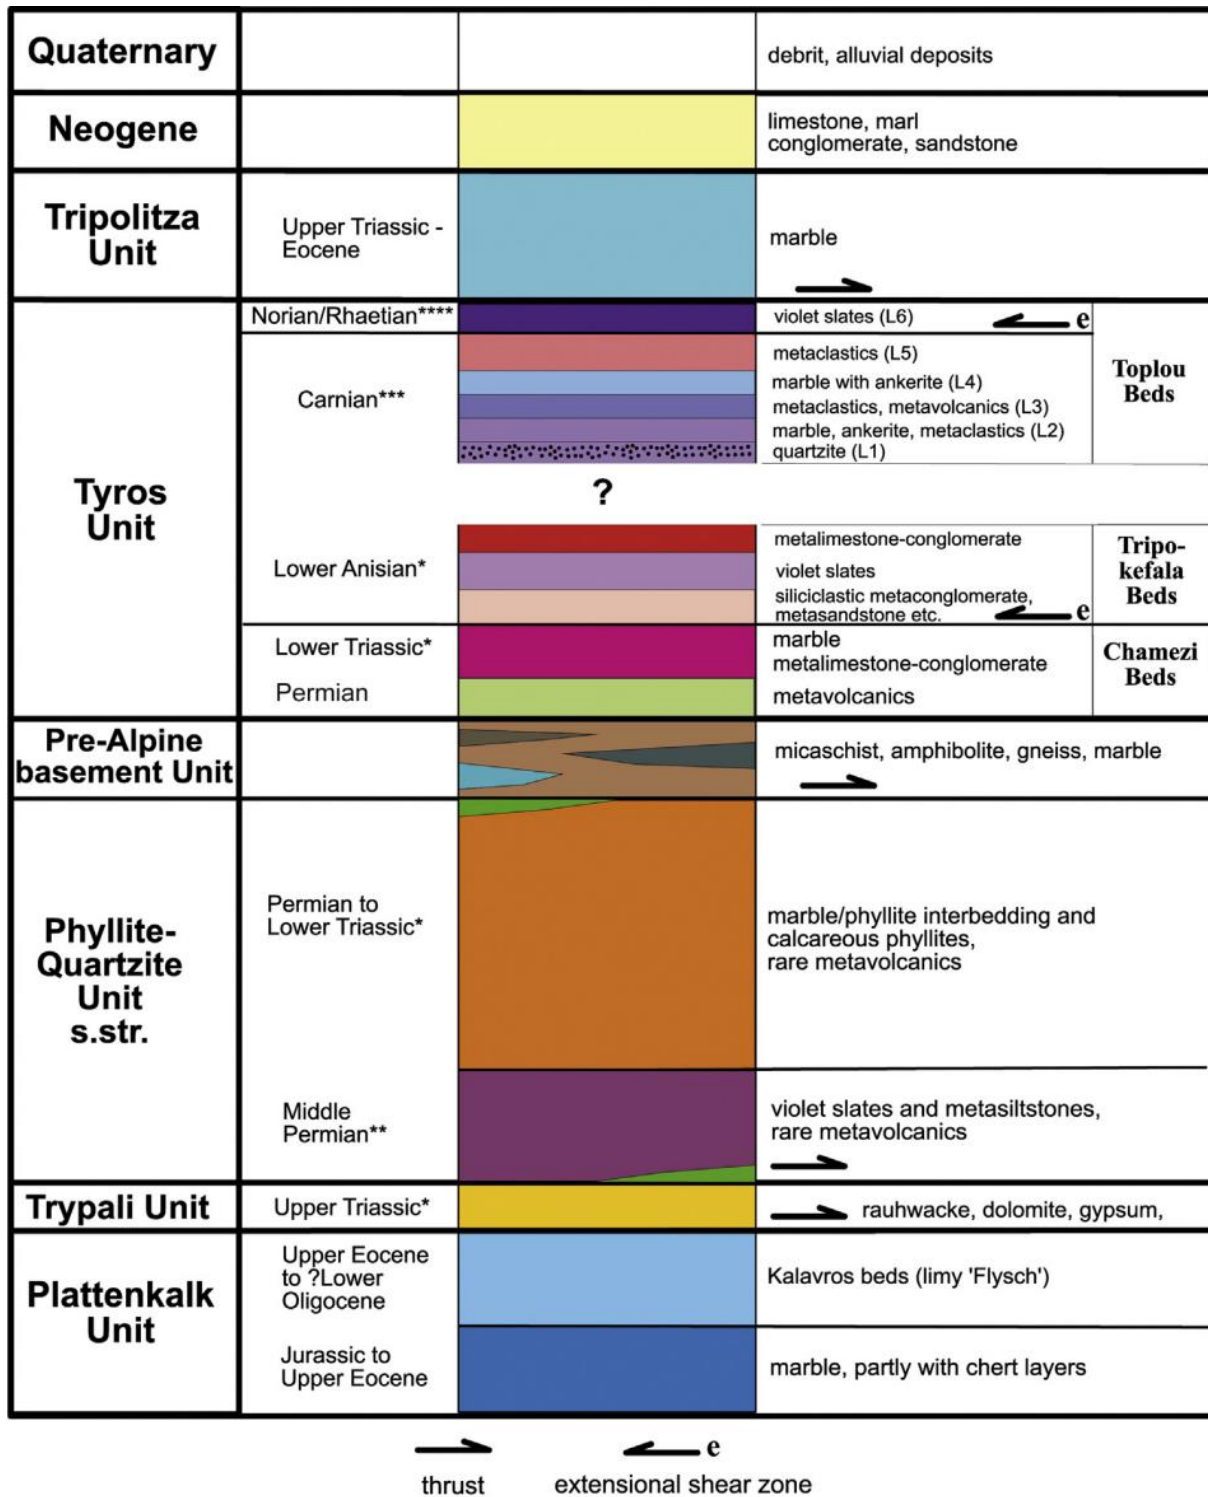 Quaternary
debrit, alluvial deposits
Neogene
limestone, marl
conglomerate, sandstone
Tripolitza
Unit
Upper Triassic -
Eocene
marble
Tyros
Unit
Norian/Rhaetian****
violet slates (L6)
e
Carnian***
metaclastics (L5)
marble with ankerite (L4)
metaclastics, metavolcanics (L3)
marble, ankerite, metaclastics (L2)
quartzite (L1)
Toplou
Beds
?
Lower Anisian*
metalimestone-conglomerate
violet slates
siliciclastic metaconglomerate,
metasandstone etc.
e
Tripo-
kefala
Beds
Lower Triassic*
marble
metalimestone-conglomerate
Permian
metavolcanics
Chamezi
Beds
Pre-Alpine
basement Unit
micaschist, amphibolite, gneiss, marble
Phyllite-
Quartzite
Unit
s.str.
Permian to
Lower Triassic*
marble/phyllite interbedding and
calcareous phyllites,
rare metavolcanics
Middle
Permian**
violet slates and metasiltstones,
rare metavolcanics
Trypali Unit
Upper Triassic*
rauhwacke, dolomite, gypsum,
Plattenkalk
Unit
Upper Eocene
to ?Lower
Oligocene
Kalavros beds (limy 'Flysch')
Jurassic to
Upper Eocene
marble, partly with chert layers
e
thrust
extensional shear zone